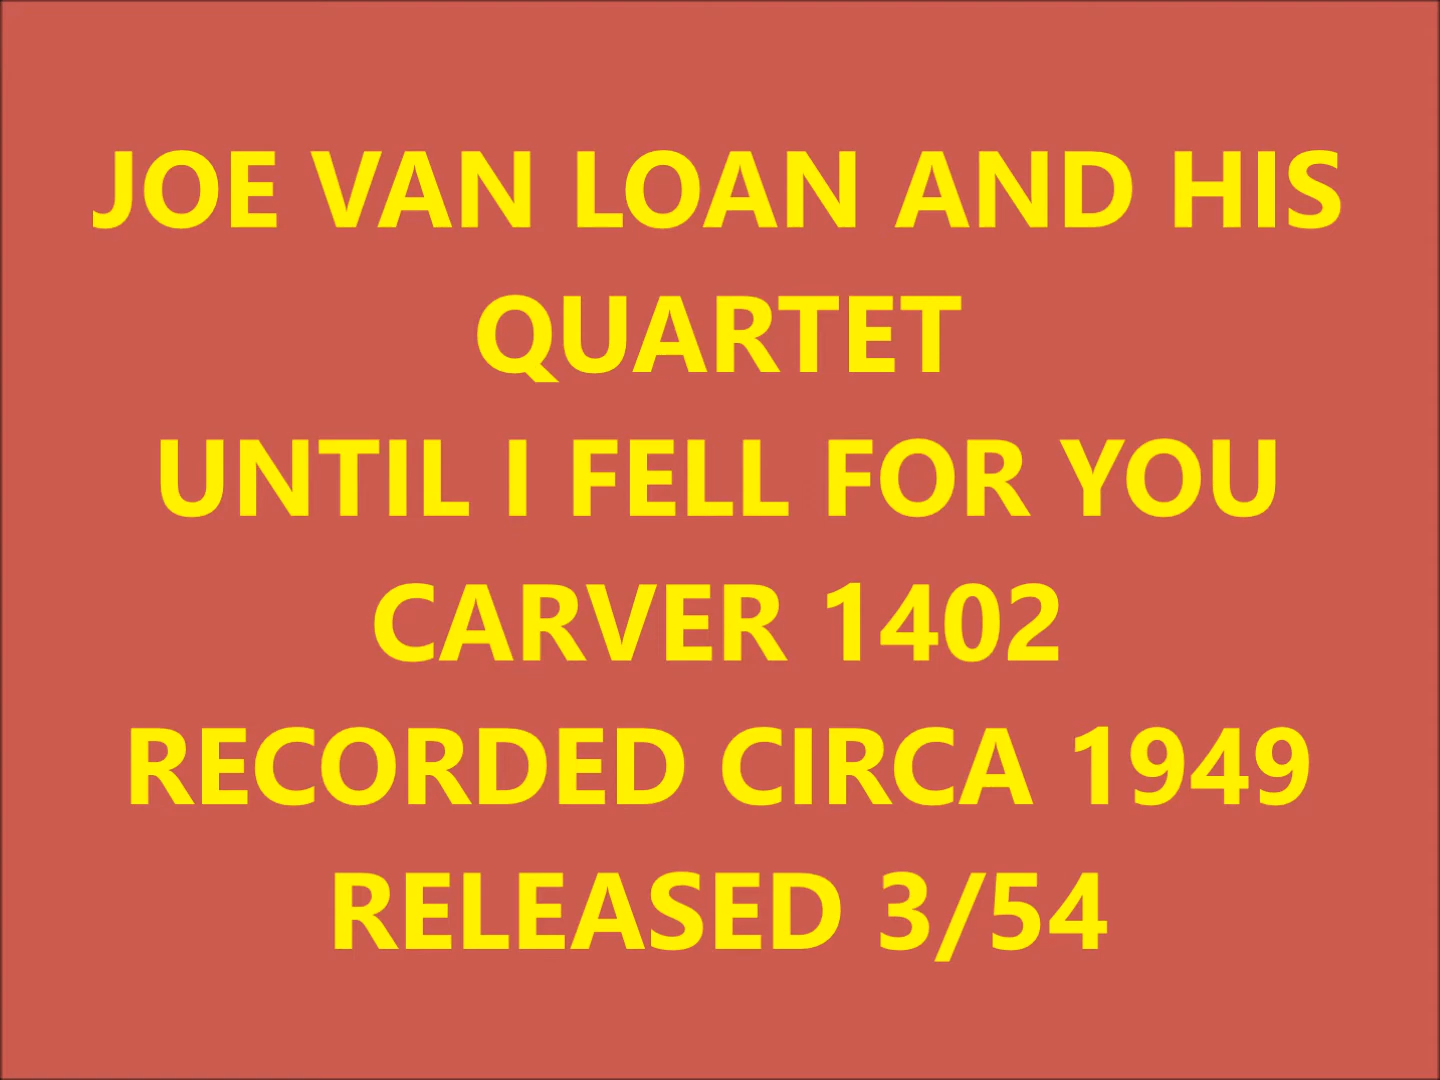 JOE VAN LOAN AND HIS
QUARTET
UNTIL I FELL FOR YOU
CARVER 1402
RECORDED CIRCA 1949
RELEASED 3/54